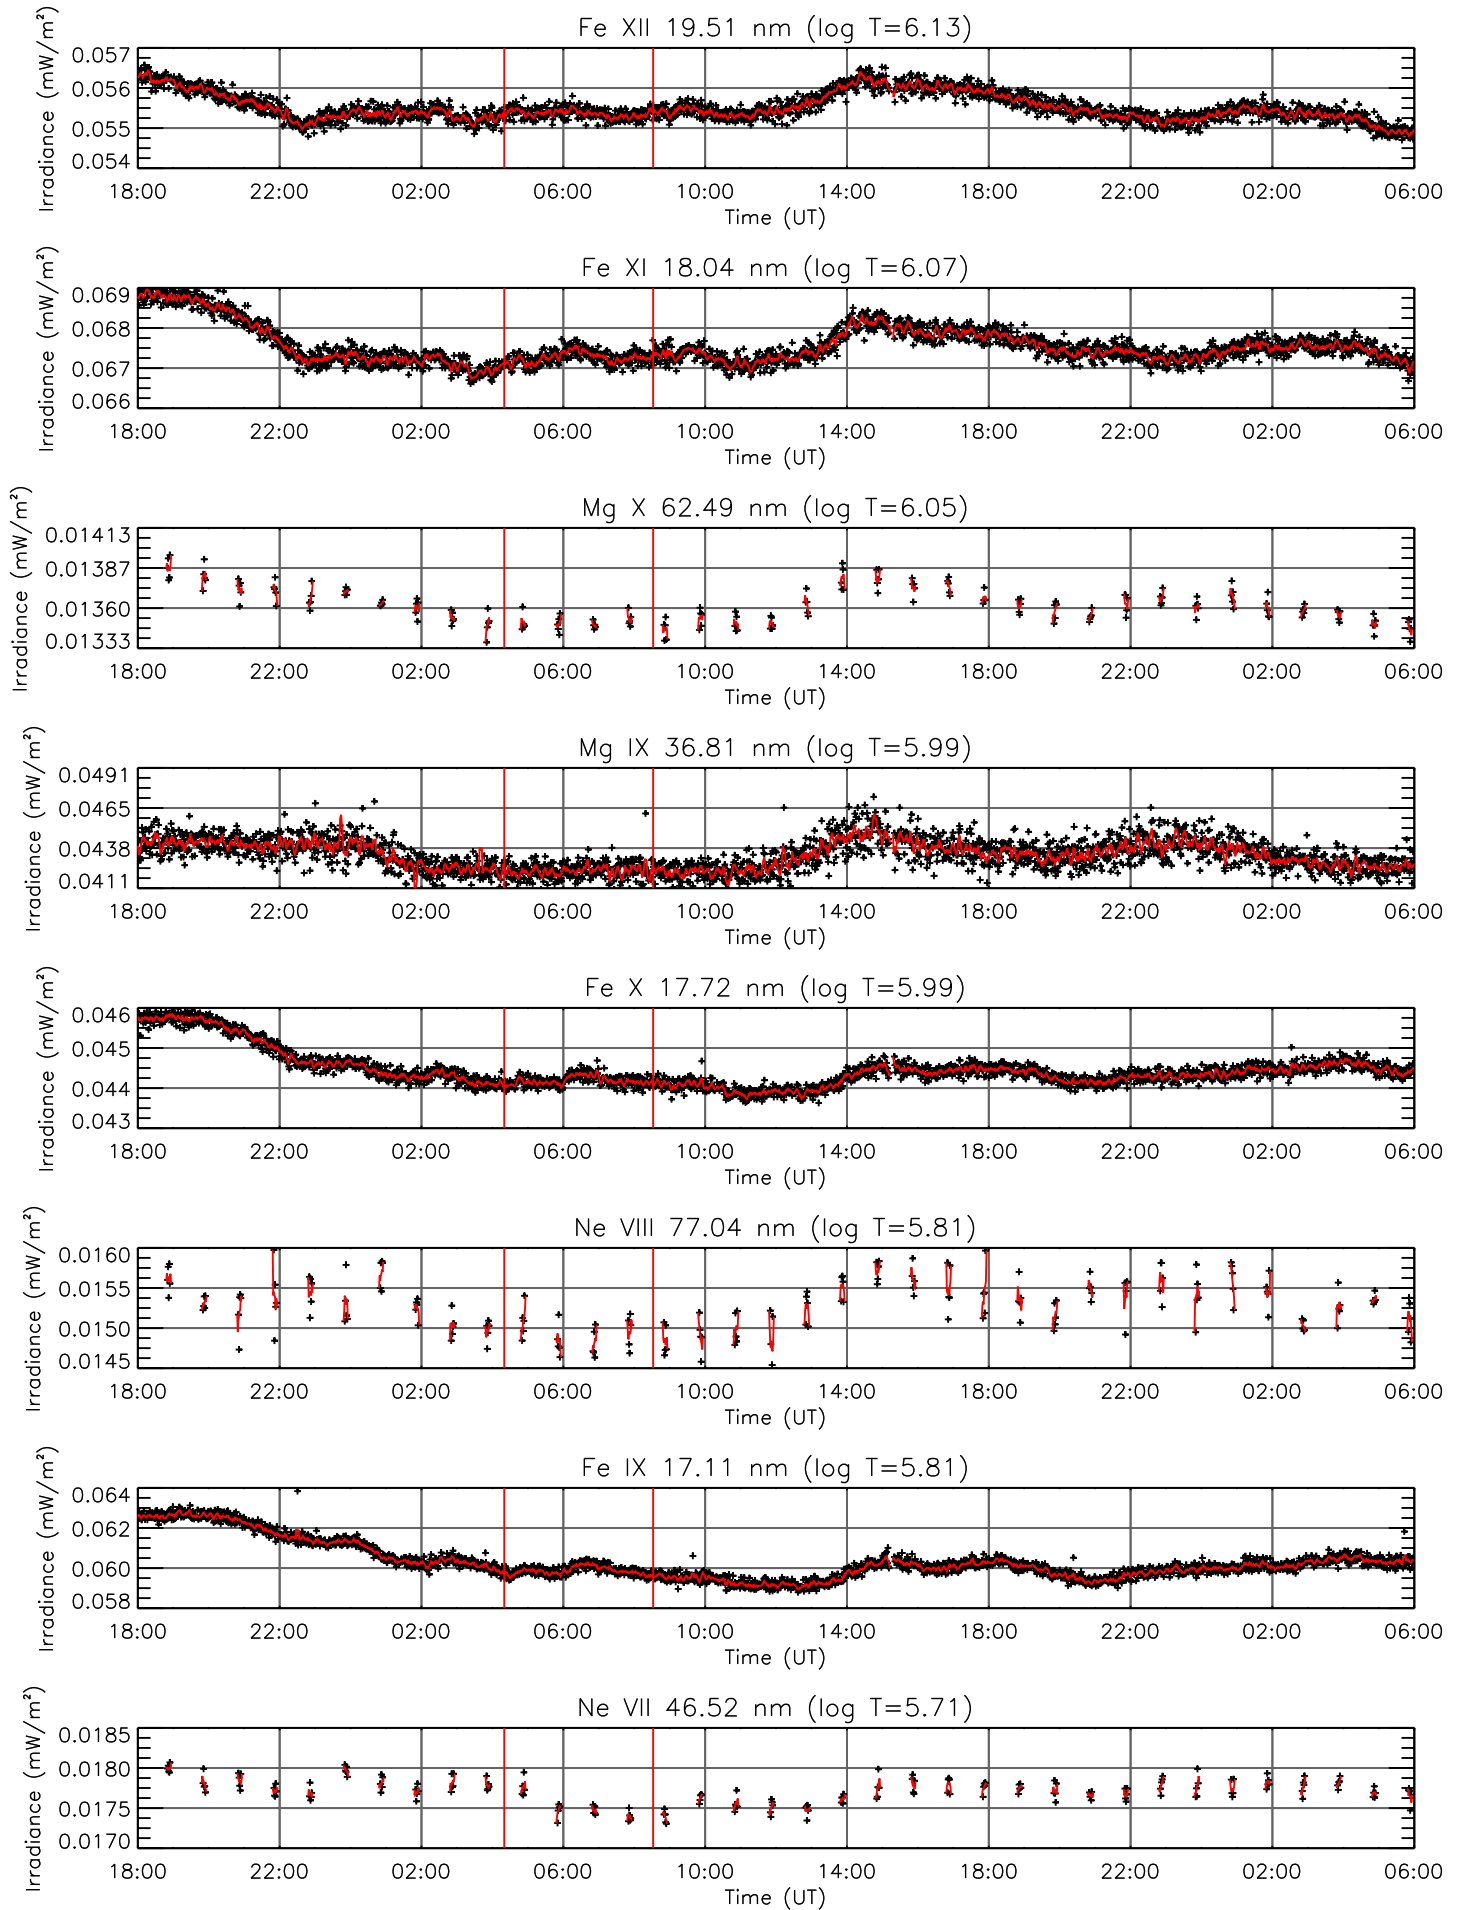 Fe XII 19.51 nm (log T=6.13)
Irradiance (mW/m²)
0.057
0.056
0.055
0.054
18:00 22:00 02:00 06:00 10:00 14:00 18:00 22:00 02:00 06:00
Time (UT)
Fe XI 18.04 nm (log T=6.07)
Irradiance (mW/m²)
0.069
0.068
0.067
0.066
18:00 22:00 02:00 06:00 10:00 14:00 18:00 22:00 02:00 06:00
Time (UT)
Mg X 62.49 nm (log T=6.05)
Irradiance (mW/m²)
0.01413
0.01387
0.01360
0.01333
18:00 22:00 02:00 06:00 10:00 14:00 18:00 22:00 02:00 06:00
Time (UT)
Mg IX 36.81 nm (log T=5.99)
Irradiance (mW/m²)
0.0491
0.0465
0.0438
0.0411
18:00 22:00 02:00 06:00 10:00 14:00 18:00 22:00 02:00 06:00
Time (UT)
Fe X 17.72 nm (log T=5.99)
Irradiance (mW/m²)
0.046
0.045
0.044
0.043
18:00 22:00 02:00 06:00 10:00 14:00 18:00 22:00 02:00 06:00
Time (UT)
Ne VIII 77.04 nm (log T=5.81)
Irradiance (mW/m²)
0.0160
0.0155
0.0150
0.0145
18:00 22:00 02:00 06:00 10:00 14:00 18:00 22:00 02:00 06:00
Time (UT)
Fe IX 17.11 nm (log T=5.81)
Irradiance (mW/m²)
0.064
0.062
0.060
0.058
18:00 22:00 02:00 06:00 10:00 14:00 18:00 22:00 02:00 06:00
Time (UT)
Ne VII 46.52 nm (log T=5.71)
Irradiance (mW/m²)
0.0185
0.0180
0.0175
0.0170
18:00 22:00 02:00 06:00 10:00 14:00 18:00 22:00 02:00 06:00
Time (UT)